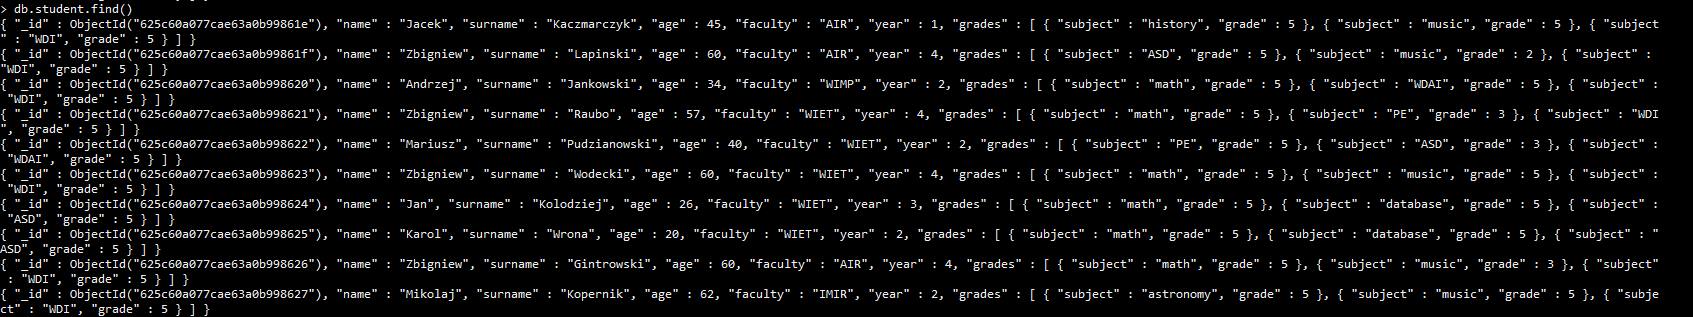 > db.student.find()
{ "_id" : ObjectId("625c60a077cae63a0b99861e"), "name" : "Jacek", "surname" : "Kaczmarczyk", "age" : 45, "faculty" : "AIR", "year" : 1, "grades" : [ { "subject" : "history", "grade" : 5 }, { "subject" : "music", "grade" : 5 }, { "subject
" : "WDI", "grade" : 5 } ] }
{ "_id" : ObjectId("625c60a077cae63a0b99861f"), "name" : "Zbigniew", "surname" : "Lapinski", "age" : 60, "faculty" : "AIR", "year" : 4, "grades" : [ { "subject" : "ASD", "grade" : 5 }, { "subject" : "music", "grade" : 2 }, { "subject" :
"WDI", "grade" : 5 } ] }
{ "_id" : ObjectId("625c60a077cae63a0b998620"), "name" : "Andrzej", "surname" : "Jankowski", "age" : 34, "faculty" : "WIMP", "year" : 2, "grades" : [ { "subject" : "math", "grade" : 5 }, { "subject" : "WDAI", "grade" : 5 }, { "subject" :
 "WDI", "grade" : 5 } ] }
{ "_id" : ObjectId("625c60a077cae63a0b998621"), "name" : "Zbigniew", "surname" : "Raubo", "age" : 57, "faculty" : "WIET", "year" : 4, "grades" : [ { "subject" : "math", "grade" : 5 }, { "subject" : "PE", "grade" : 3 }, { "subject" : "WDI
", "grade" : 5 } ] }
{ "_id" : ObjectId("625c60a077cae63a0b998622"), "name" : "Mariusz", "surname" : "Pudzianowski", "age" : 40, "faculty" : "WIET", "year" : 2, "grades" : [ { "subject" : "PE", "grade" : 5 }, { "subject" : "ASD", "grade" : 3 }, { "subject" :
 "WDAI", "grade" : 5 } ] }
{ "_id" : ObjectId("625c60a077cae63a0b998623"), "name" : "Zbigniew", "surname" : "Wodecki", "age" : 60, "faculty" : "WIET", "year" : 4, "grades" : [ { "subject" : "math", "grade" : 5 }, { "subject" : "music", "grade" : 5 }, { "subject" :
 "WDI", "grade" : 5 } ] }
{ "_id" : ObjectId("625c60a077cae63a0b998624"), "name" : "Jan", "surname" : "Kolodziej", "age" : 26, "faculty" : "WIET", "year" : 3, "grades" : [ { "subject" : "math", "grade" : 5 }, { "subject" : "database", "grade" : 5 }, { "subject" :
 "ASD", "grade" : 5 } ] }
{ "_id" : ObjectId("625c60a077cae63a0b998625"), "name" : "Karol", "surname" : "Wrona", "age" : 20, "faculty" : "WIET", "year" : 2, "grades" : [ { "subject" : "math", "grade" : 5 }, { "subject" : "database", "grade" : 5 }, { "subject" : "
ASD", "grade" : 5 } ] }
{ "_id" : ObjectId("625c60a077cae63a0b998626"), "name" : "Zbigniew", "surname" : "Gintrowski", "age" : 60, "faculty" : "AIR", "year" : 4, "grades" : [ { "subject" : "math", "grade" : 5 }, { "subject" : "music", "grade" : 3 }, { "subject"
 : "WDI", "grade" : 5 } ] }
{ "_id" : ObjectId("625c60a077cae63a0b998627"), "name" : "Mikolaj", "surname" : "Kopernik", "age" : 62, "faculty" : "IMIR", "year" : 2, "grades" : [ { "subject" : "astronomy", "grade" : 5 }, { "subject" : "music", "grade" : 5 }, { "subje
ct" : "WDI", "grade" : 5 } ] }